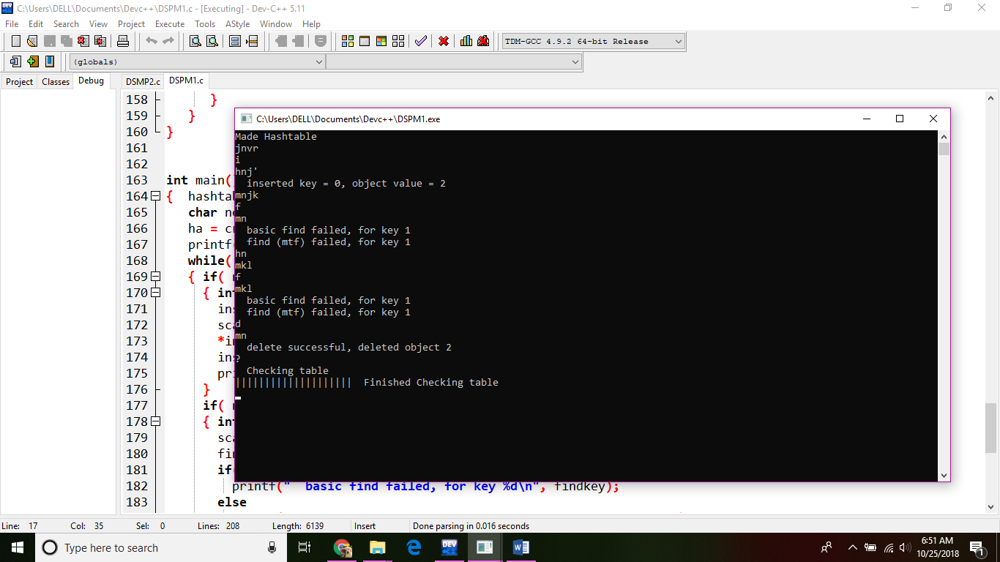 C:\Users\DELL\Documents\Devc++\DSPM1.c - [Executing] - Dev-C++ 5.11
File Edit Search View Project Execute Tools AStyle Window Help
TDM-GCC 4.9.2 64-bit Release
(globals)
Project Classes Debug
DSMP2.c DSPM1.c
158 }
159 }
160 }
161
162
163 int main(
164 { hashta
165 char n
166 ha = c
167 printf
168 while(
169 { if(
170 { in
171 in
172 sc
173 *i
174 in
175 pr
176 }
177 if(
178 { in
179 sc
180 fi
181 if
182 printf(" basic find failed, for key %d\n", findkey);
183 else
C:\Users\DELL\Documents\Devc++\DSPM1.exe
Made Hashtable
jnvr
i
hnj'
inserted key = 0, object value = 2
mnjk
f
mn
basic find failed, for key 1
find (mtf) failed, for key 1
hn
mkl
f
mkl
basic find failed, for key 1
find (mtf) failed, for key 1
d
mn
delete successful, deleted object 2
?
Checking table
|||||||||||||||||||| Finished Checking table
Line: 17 Col: 35 Sel: 0 Lines: 208 Length: 6139 Insert Done parsing in 0.016 seconds
Type here to search
DEV
6:51 AM
10/25/2018
1